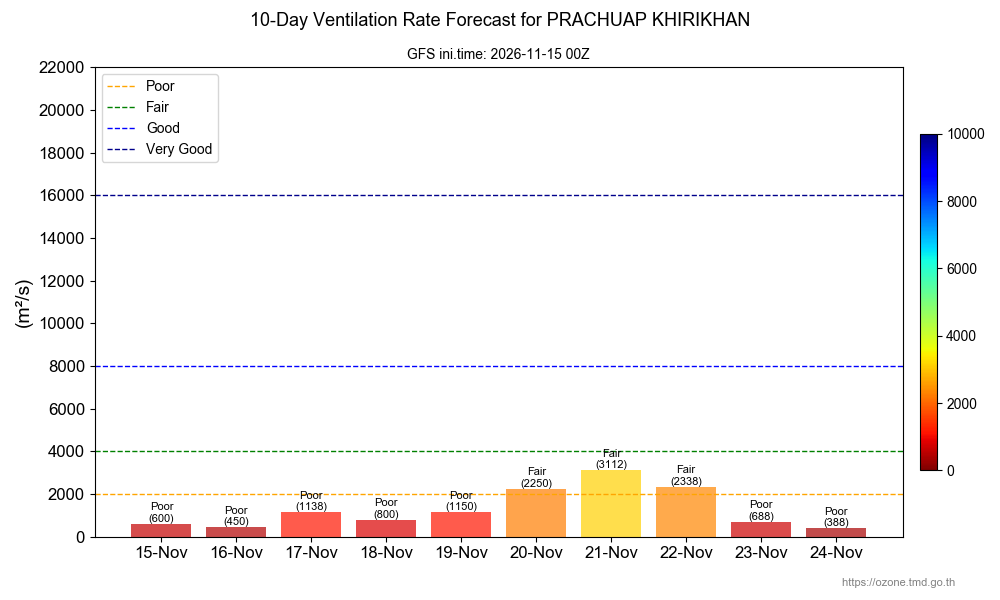 10-Day Ventilation Rate Forecast for PRACHUAP KHIRIKHAN
GFS ini.time: 2026-11-15 00Z
(m²/s)
22000
20000
18000
16000
14000
12000
10000
8000
6000
4000
2000
0
Poor
Fair
Good
Very Good
Poor
(600)
Poor
(450)
Poor
(1138)
Poor
(800)
Poor
(1150)
Fair
(2250)
Fair
(3112)
Fair
(2338)
Poor
(688)
Poor
(388)
15-Nov 16-Nov 17-Nov 18-Nov 19-Nov 20-Nov 21-Nov 22-Nov 23-Nov 24-Nov
10000
8000
6000
4000
2000
0
https://ozone.tmd.go.th